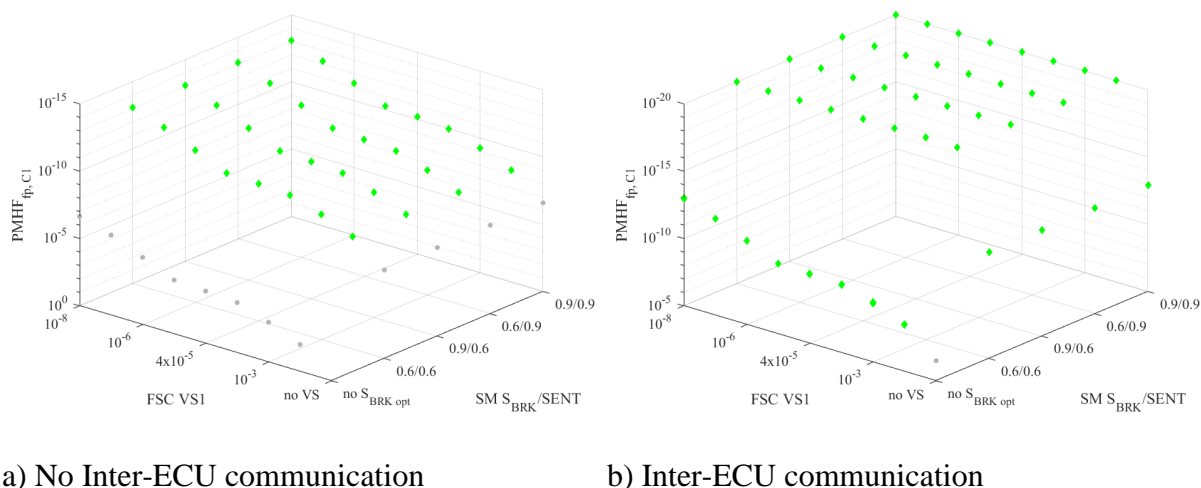 10^-15
10^-10
10^-5
10^0
PMHF_fp, C1
10^-8
10^-6
4x10^-5
10^-3
no VS
FSC VS1
no S_BRK opt
0.6/0.6
0.9/0.6
0.6/0.9
0.9/0.9
SM S_BRK/SENT
a) No Inter-ECU communication
10^-20
10^-15
10^-10
10^-5
PMHF_fp, C1
10^-8
10^-6
4x10^-5
10^-3
no VS
FSC VS1
no S_BRK opt
0.6/0.6
0.9/0.6
0.6/0.9
0.9/0.9
SM S_BRK/SENT
b) Inter-ECU communication